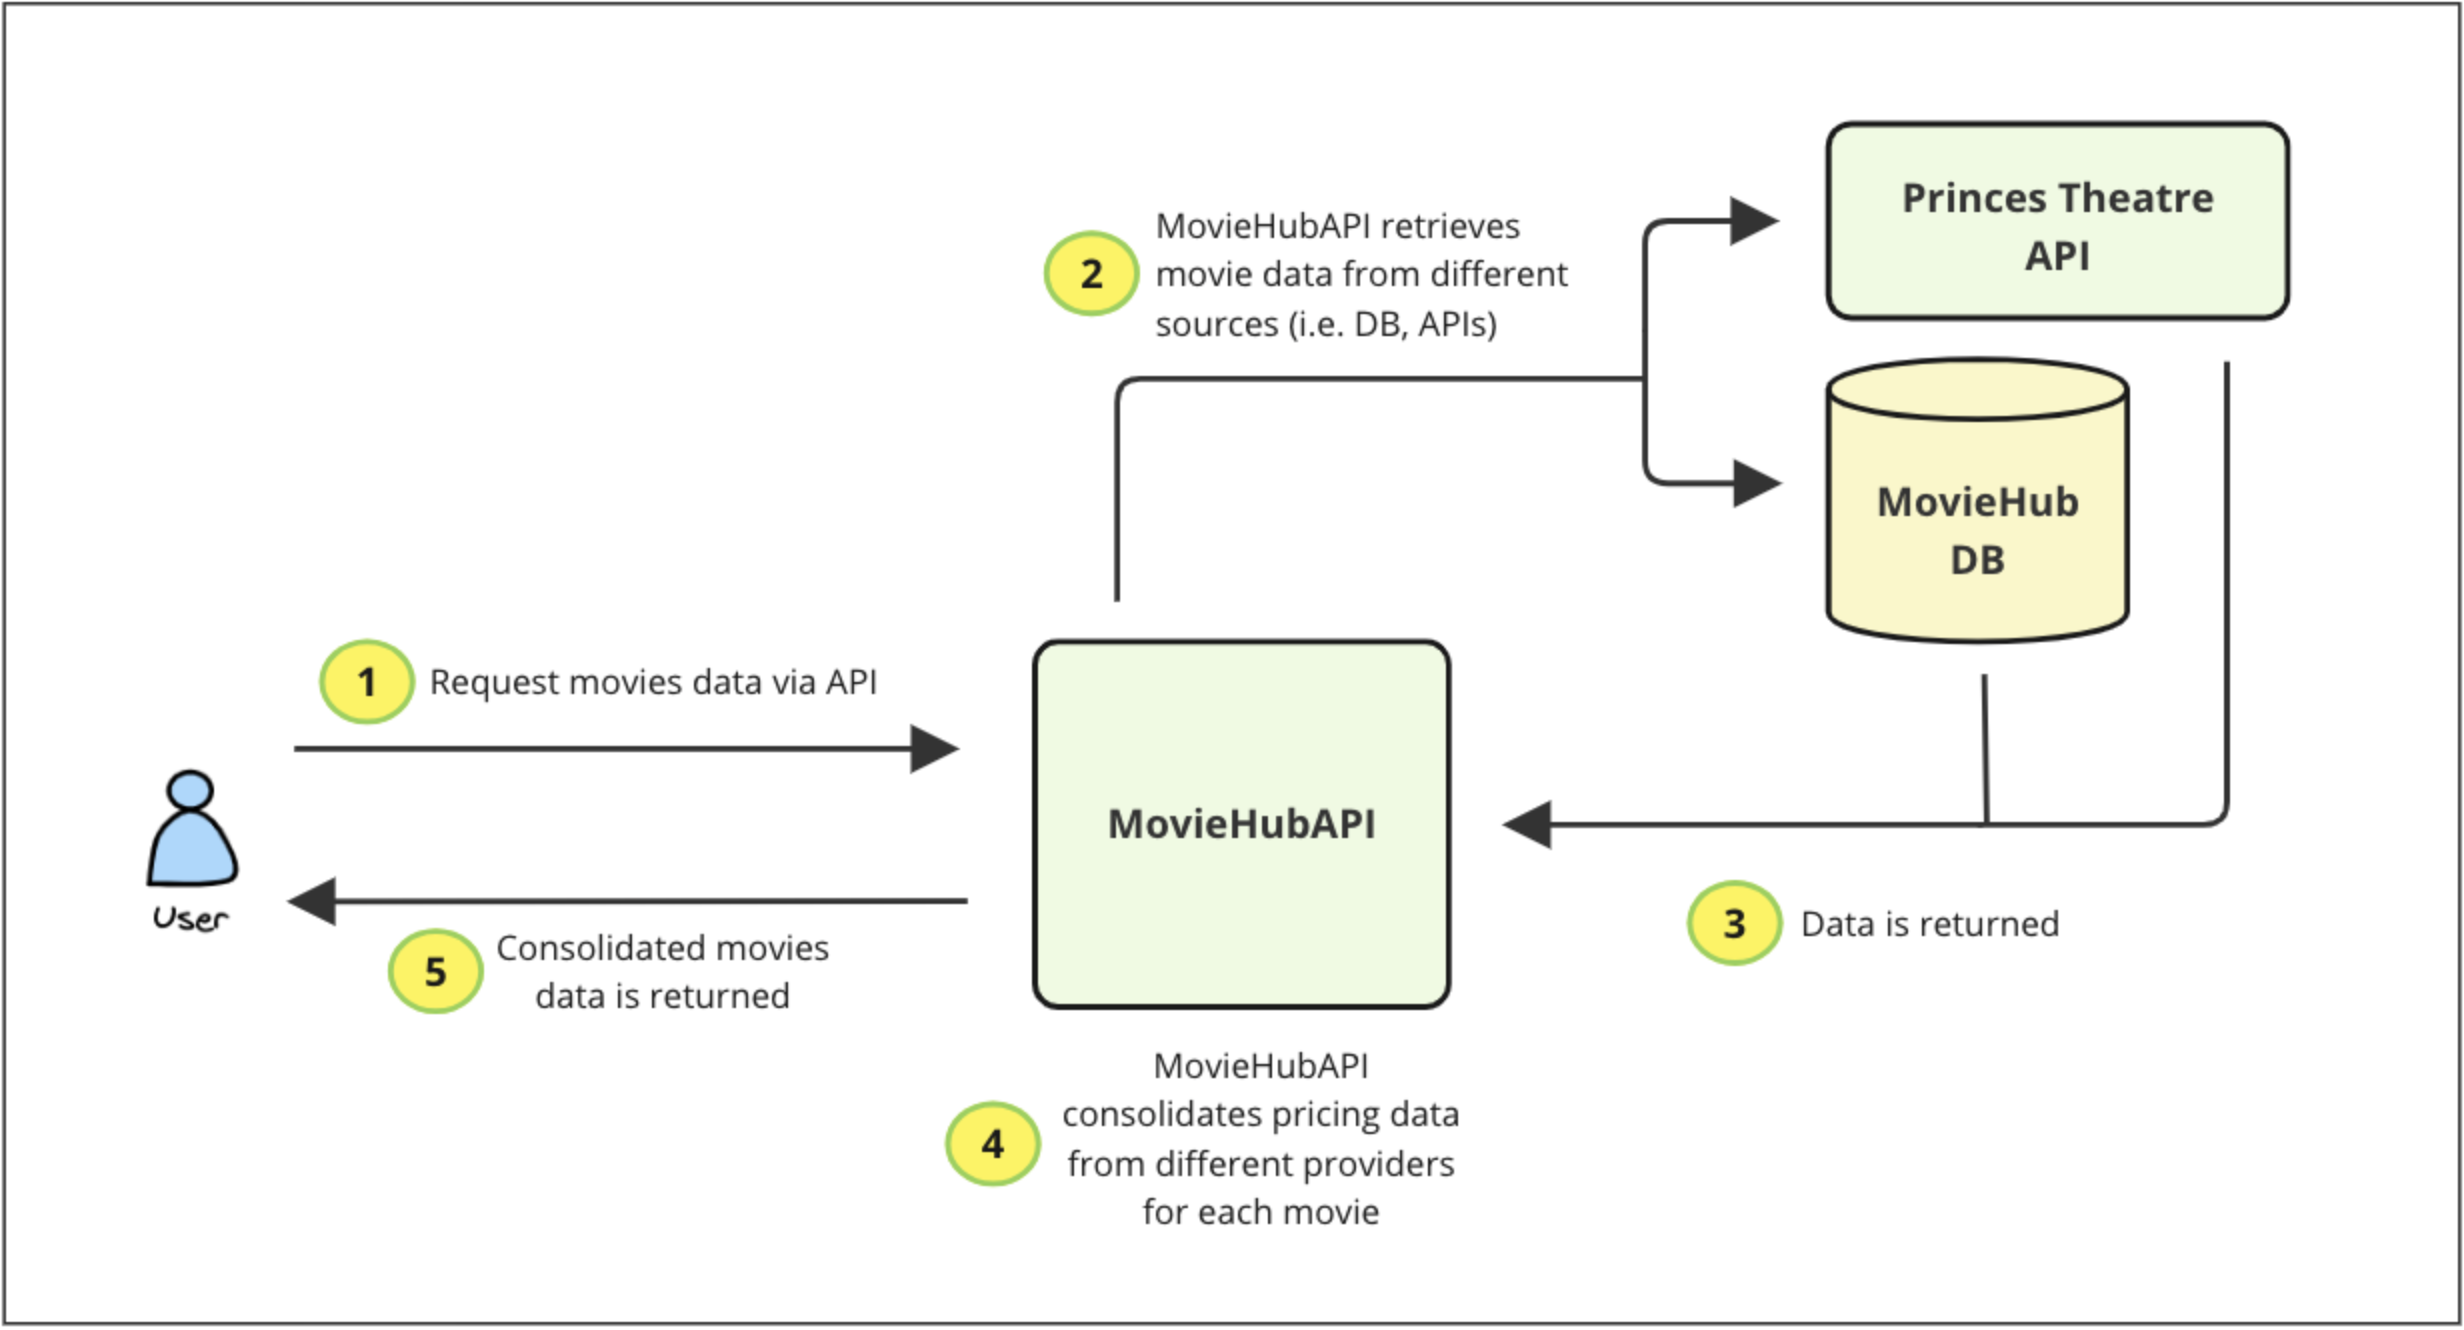 Princes Theatre
API
2
MovieHubAPI retrieves
movie data from different
sources (i.e. DB, APIs)
MovieHub
DB
1
Request movies data via API
MovieHubAPI
User
3
Data is returned
5
Consolidated movies
data is returned
4
MovieHubAPI
consolidates pricing data
from different providers
for each movie